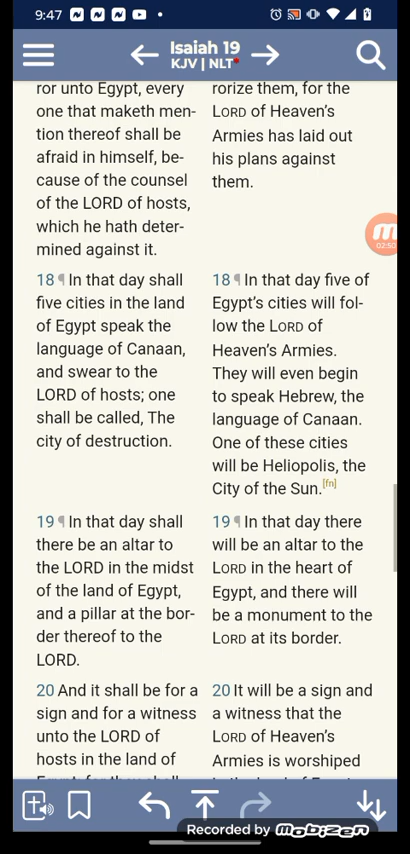 9:47
Isaiah 19
KJV | NLT
ror unto Egypt, every
one that maketh men-
tion thereof shall be
afraid in himself, be-
cause of the counsel
of the LORD of hosts,
which he hath deter-
mined against it.
rorize them, for the
LORD of Heaven’s
Armies has laid out
his plans against
them.
02:50
18 ¶ In that day shall
five cities in the land
of Egypt speak the
language of Canaan,
and swear to the
LORD of hosts; one
shall be called, The
city of destruction.
18 ¶ In that day five of
Egypt’s cities will fol-
low the LORD of
Heaven’s Armies.
They will even begin
to speak Hebrew, the
language of Canaan.
One of these cities
will be Heliopolis, the
City of the Sun.[fn]
19 ¶ In that day shall
there be an altar to
the LORD in the midst
of the land of Egypt,
and a pillar at the bor-
der thereof to the
LORD.
19 ¶ In that day there
will be an altar to the
LORD in the heart of
Egypt, and there will
be a monument to the
LORD at its border.
20 And it shall be for a
sign and for a witness
unto the LORD of
hosts in the land of
Egypt: for they shall
20 It will be a sign and
a witness that the
LORD of Heaven’s
Armies is worshiped
in the land of Egypt
Recorded by mobizen